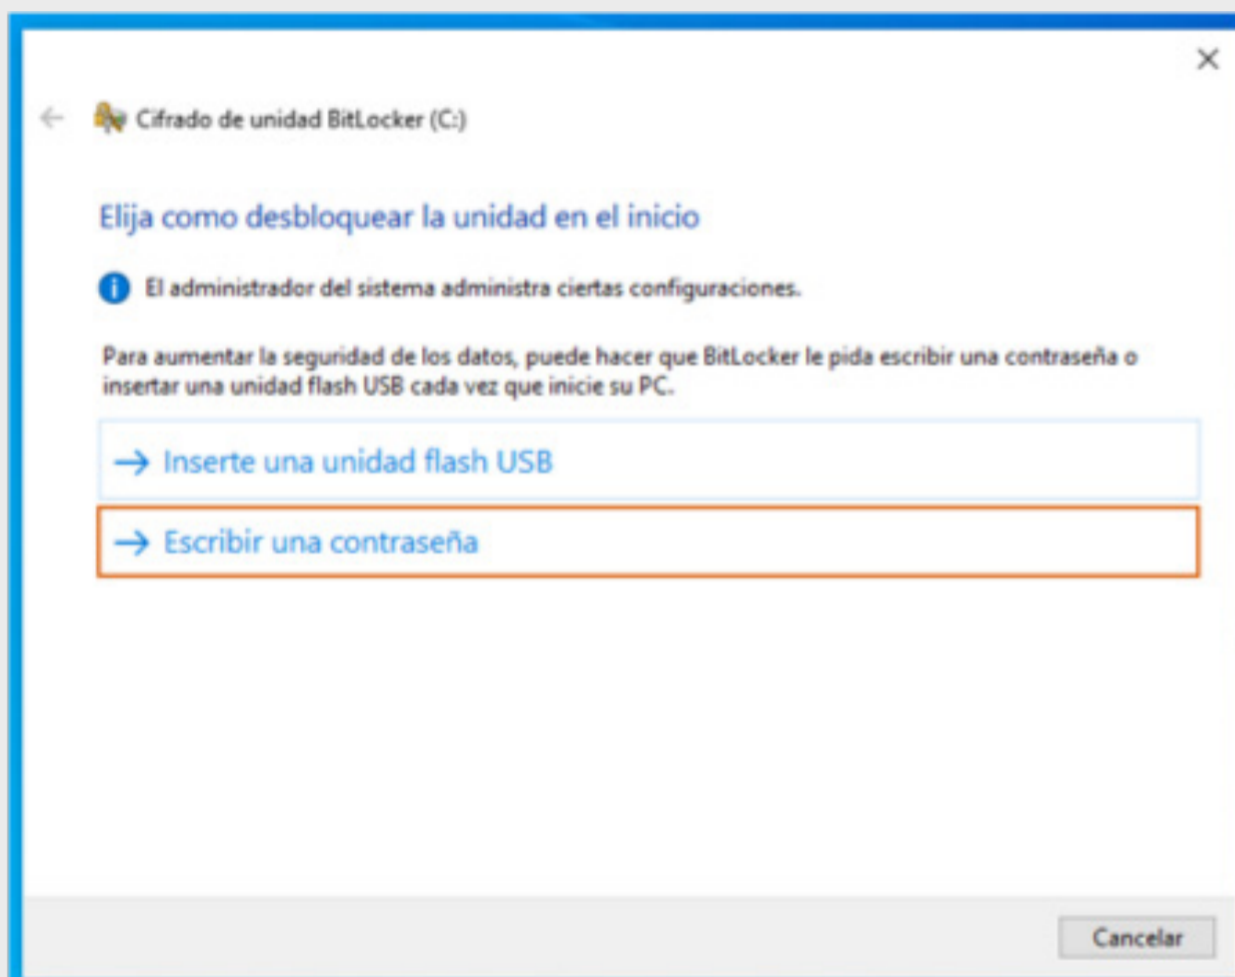 Cifrado de unidad BitLocker (C:)
Elija como desbloquear la unidad en el inicio
El administrador del sistema administra ciertas configuraciones.
Para aumentar la seguridad de los datos, puede hacer que BitLocker le pida escribir una contraseña o
insertar una unidad flash USB cada vez que inicie su PC.
Inserte una unidad flash USB
Escribir una contraseña
Cancelar